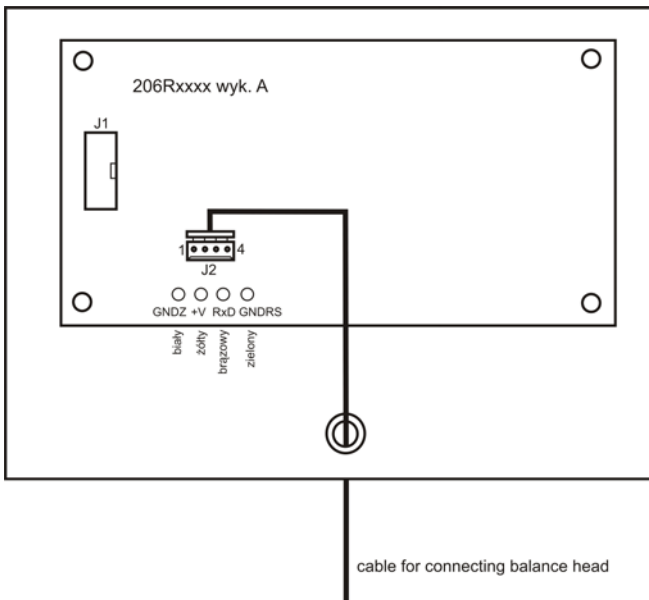 206Rxxxx wyk. A
J1
1 4
J2
GNDZ +V RxD GNDRS
biały żółty brązowy zielony
cable for connecting balance head